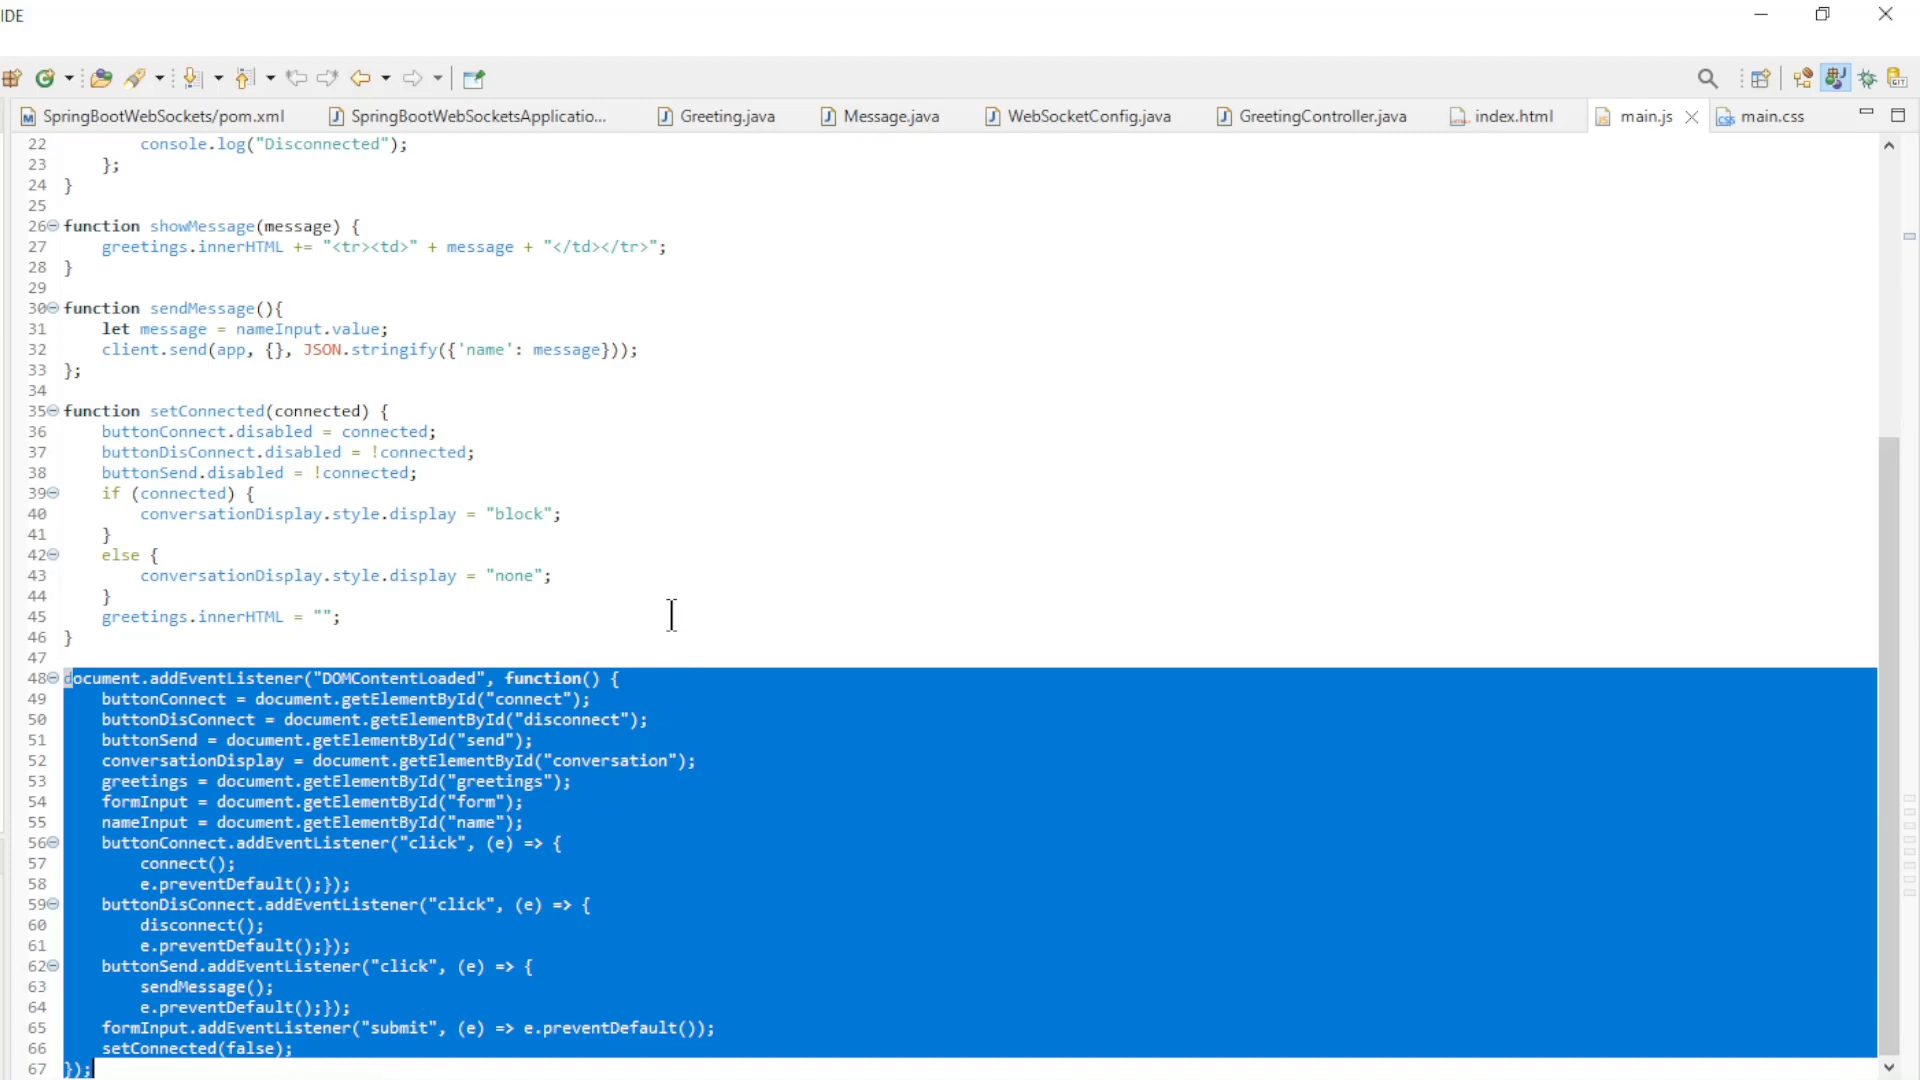 IDE
SpringBootWebSockets/pom.xml SpringBootWebSocketsApplicatio... Greeting.java Message.java WebSocketConfig.java GreetingController.java index.html main.js main.css
22 console.log("Disconnected");
23 };
24 }
25
26 function showMessage(message) {
27 greetings.innerHTML += "<tr><td>" + message + "</td></tr>";
28 }
29
30 function sendMessage(){
31 let message = nameInput.value;
32 client.send(app, {}, JSON.stringify({'name': message}));
33 };
34
35 function setConnected(connected) {
36 buttonConnect.disabled = connected;
37 buttonDisConnect.disabled = !connected;
38 buttonSend.disabled = !connected;
39 if (connected) {
40 conversationDisplay.style.display = "block";
41 }
42 else {
43 conversationDisplay.style.display = "none";
44 }
45 greetings.innerHTML = "";
46 }
47
48 document.addEventListener("DOMContentLoaded", function() {
49 buttonConnect = document.getElementById("connect");
50 buttonDisConnect = document.getElementById("disconnect");
51 buttonSend = document.getElementById("send");
52 conversationDisplay = document.getElementById("conversation");
53 greetings = document.getElementById("greetings");
54 formInput = document.getElementById("form");
55 nameInput = document.getElementById("name");
56 buttonConnect.addEventListener("click", (e) => {
57 connect();
58 e.preventDefault();});
59 buttonDisConnect.addEventListener("click", (e) => {
60 disconnect();
61 e.preventDefault();});
62 buttonSend.addEventListener("click", (e) => {
63 sendMessage();
64 e.preventDefault();});
65 formInput.addEventListener("submit", (e) => e.preventDefault());
66 setConnected(false);
67 });